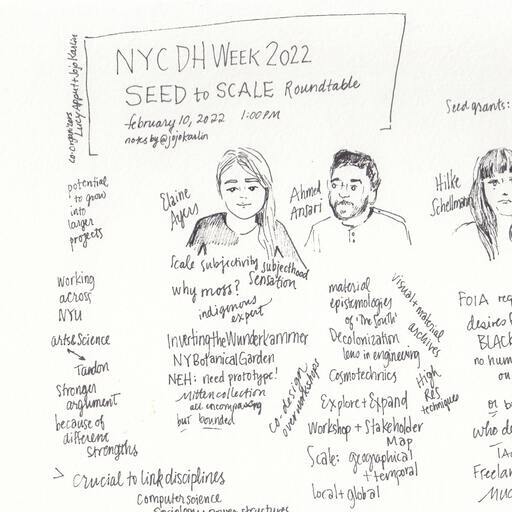 NYC DH WEEK 2022
SEED to SCALE Roundtable
february 10, 2022 1:00 PM
notes by @jojokarlin
co-organizers
Lucy Appert + Jojo Karlin
Seed grants:
potential
to grow
into
larger
projects
working
across
NYU
arts & science
Tandon
Stronger
argument
because of
different
strengths
> crucial to link disciplines
computer science
Sociology + power structures
Elaine
Ayers
Scale subjectivity subjecthood
Sensation
why moss?
indigenous
expert
Inverting the Wunderkammer
NY Botanical Garden
NEH: need prototype!
Mitten collection
all encompassing
but bounded
Ahmed
Ansari
material
epistemologies
of "the South"
Decolonization
lens in engineering
Cosmotechnics
visual + material
archives
High
Res
techniques
co-design
over workshops
Explore + Expand
Workshop + Stakeholder
Map
Scale: geographical
+ temporal
local + global
Hilke
Schellmann
FOIA req
desires f
BLACK
no hum
ou
or b
who de
Freelan